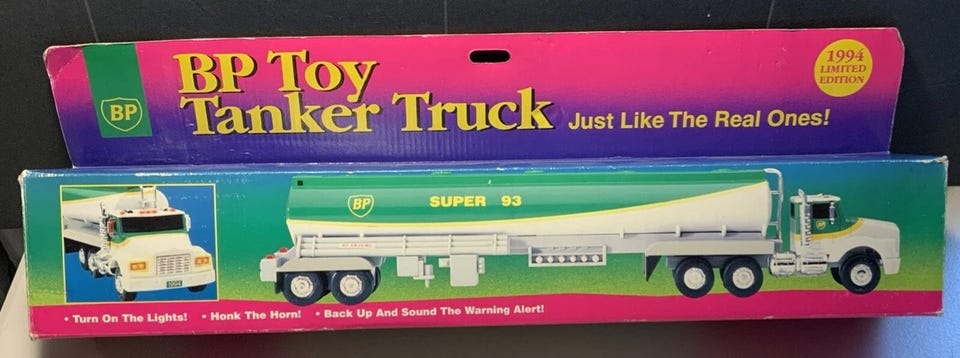 BP Toy
Tanker Truck
Just Like The Real Ones!
1994
LIMITED
EDITION
BP
BP
SUPER 93
BP
1994
• Turn On The Lights! • Honk The Horn! • Back Up And Sound The Warning Alert!